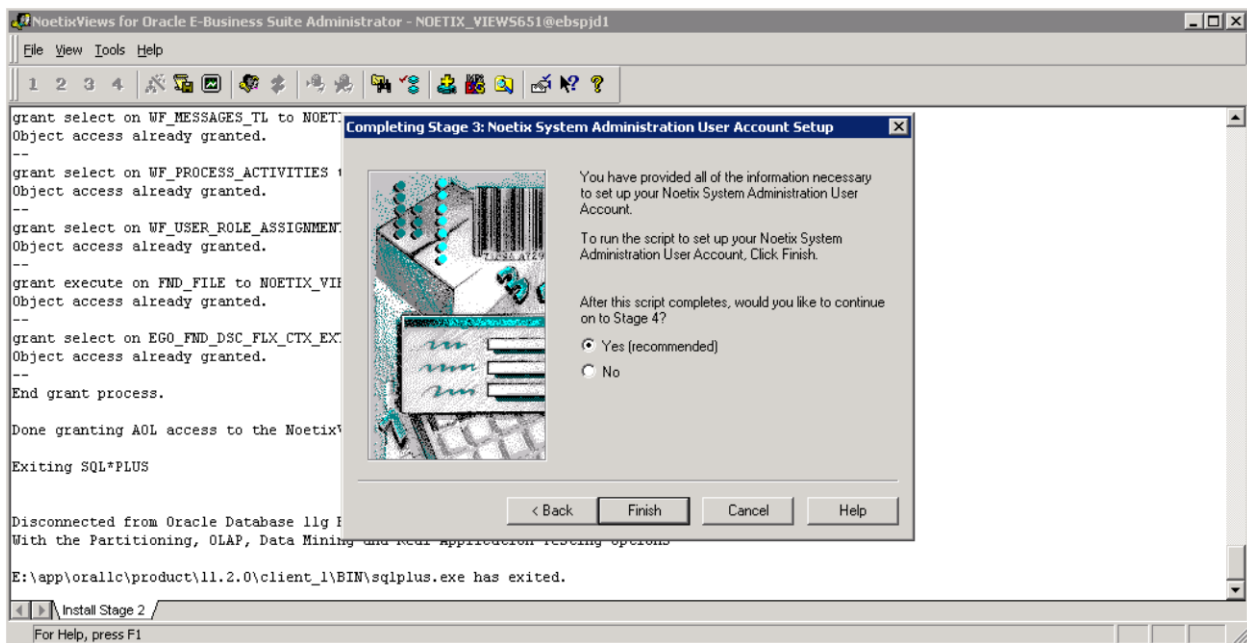 NoetixViews for Oracle E-Business Suite Administrator - NOETIX_VIEWS651@ebspjd1
File View Tools Help
1 2 3 4
grant select on WF_MESSAGES_TL to NOETI
Object access already granted.
--
grant select on WF_PROCESS_ACTIVITIES
Object access already granted.
--
grant select on WF_USER_ROLE_ASSIGNMEN
Object access already granted.
--
grant execute on FND_FILE to NOETIX_VIE
Object access already granted.
--
grant select on EGO_FND_DSC_FLX_CTX_EX
Object access already granted.
--
End grant process.
Done granting AOL access to the Noetix
Exiting SQL*PLUS
Disconnected from Oracle Database 11g
With the Partitioning, OLAP, Data Mining and Real Application Testing options
E:\app\orallc\product\11.2.0\client_1\BIN\sqlplus.exe has exited.
Completing Stage 3: Noetix System Administration User Account Setup
You have provided all of the information necessary
to set up your Noetix System Administration User
Account.
To run the script to set up your Noetix System
Administration User Account, Click Finish.
After this script completes, would you like to continue
on to Stage 4?
Yes (recommended)
No
< Back Finish Cancel Help
Install Stage 2
For Help, press F1